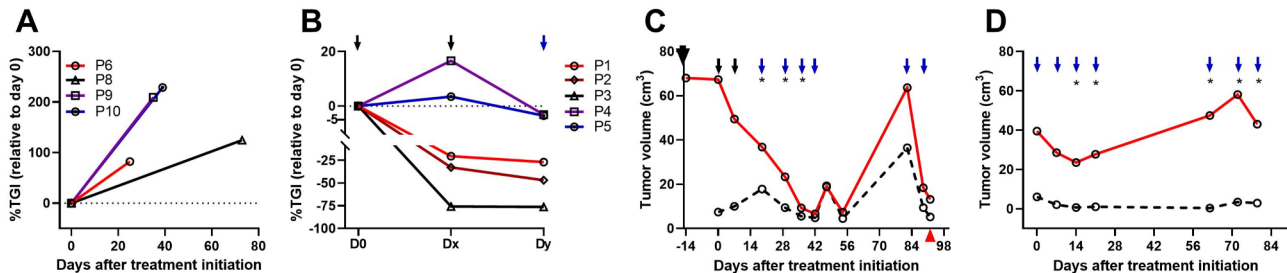 A
%TGI (relative to day 0)
300
200
100
0
0
20
40
60
80
Days after treatment initiation
P6
P8
P9
P10
B
%TGI (relative to day 0)
20
0
-5
-25
-50
-75
-100
D0
Dx
Dy
P1
P2
P3
P4
P5
C
Tumor volume (cm3)
80
60
40
20
0
* * *
-14
0
14
28
42
56
70
84
98
Days after treatment initiation
D
Tumor volume (cm3)
80
60
40
20
0
* * * * *
0
14
28
42
56
70
84
Days after treatment initiation